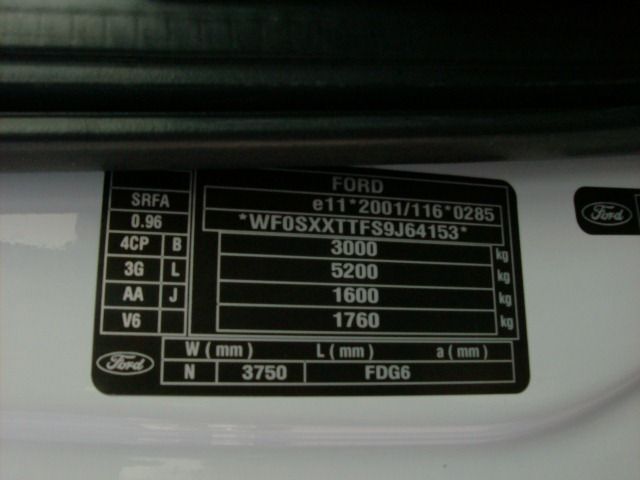 FORD
SRFA
e11*2001/116*0285
0.96
*WF0SXXTTFS9J64153*
4CP B
3000 kg
3G L
5200 kg
AA J
1600 kg
V6
1760 kg
W ( mm ) L ( mm ) a ( mm )
Ford
N 3750 FDG6
Ford